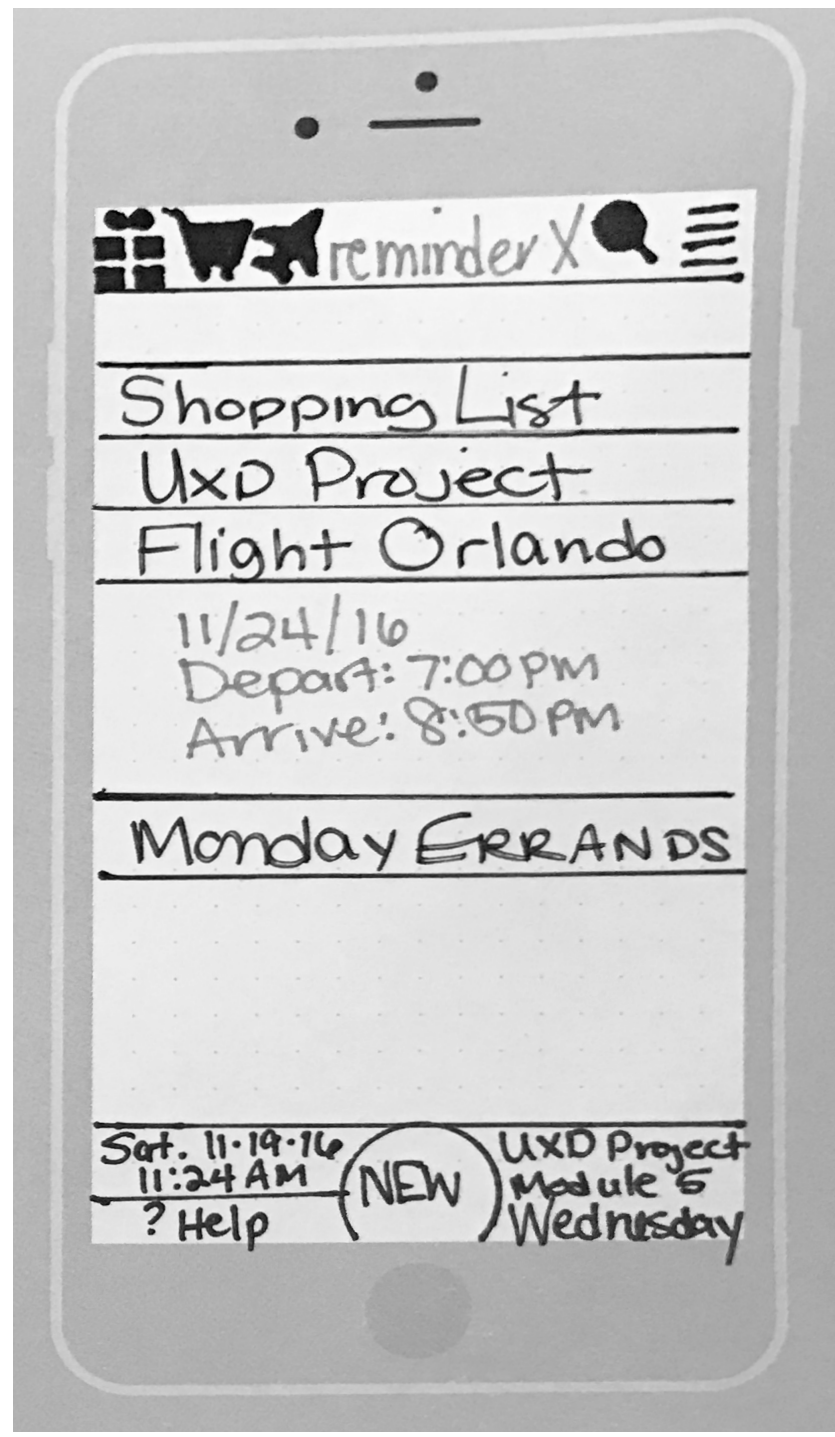 reminder X
Shopping List
UXD Project
Flight Orlando
11/24/16
Depart: 7:00 PM
Arrive: 8:50 PM
Monday ERRANDS
Sat. 11-19-16
11:24 AM
? Help
NEW
UXD Project
Module 5
Wednesday